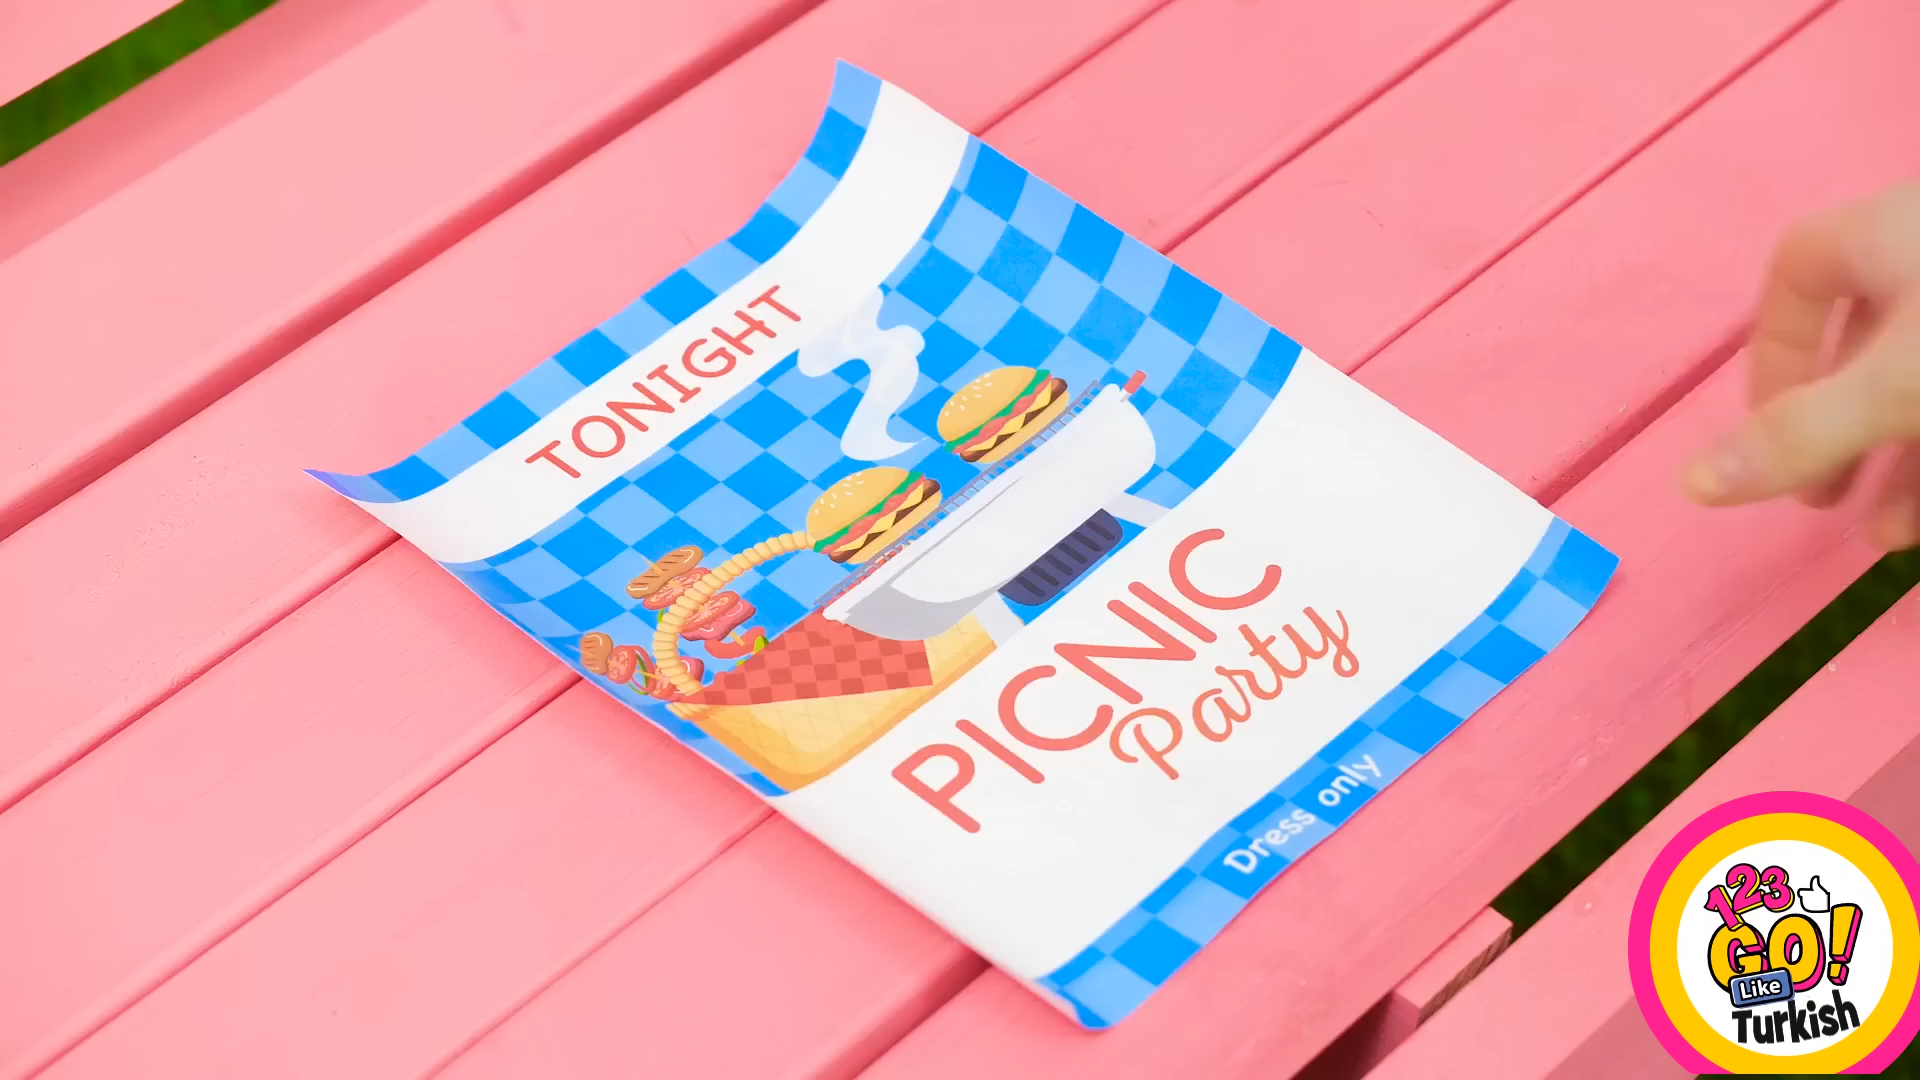 TONIGHT
PICNIC
Party
Dress only
123
GO!
Like
Turkish